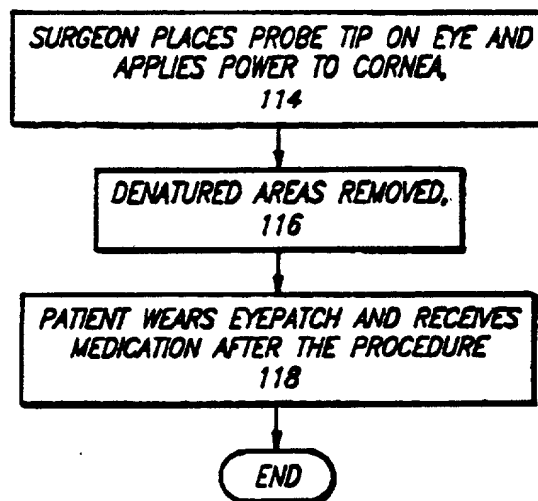 SURGEON PLACES PROBE TIP ON EYE AND
APPLIES POWER TO CORNEA,
114
DENATURED AREAS REMOVED,
116
PATIENT WEARS EYEPATCH AND RECEIVES
MEDICATION AFTER THE PROCEDURE
118
END